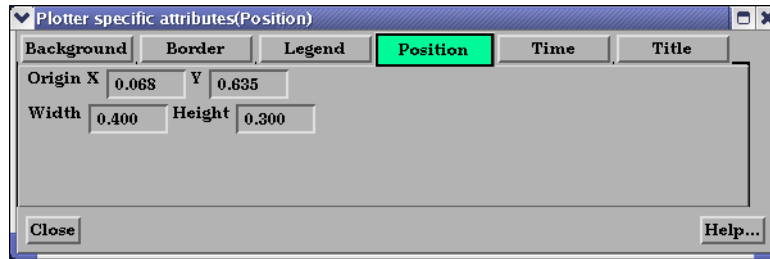 Plotter specific attributes(Position)
Background Border Legend Position Time Title
Origin X 0.068 Y 0.635
Width 0.400 Height 0.300
Close Help...